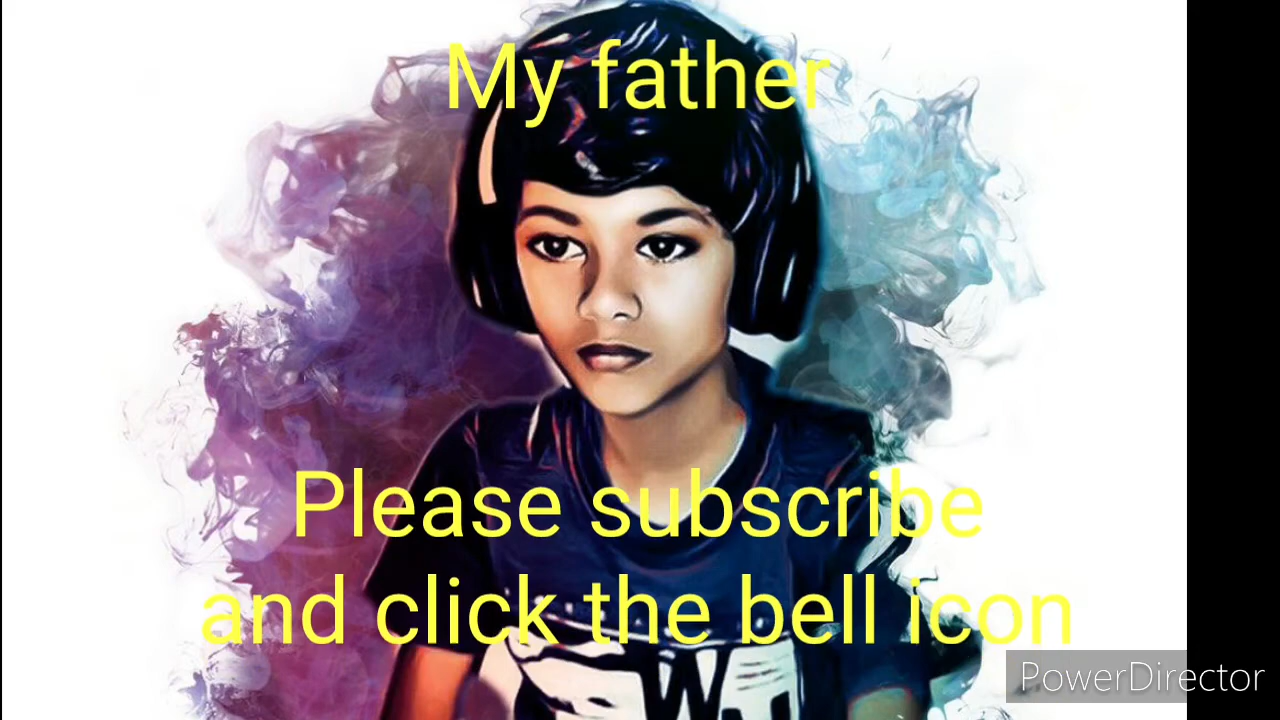 My father
Please subscribe
and click the bell icon
PowerDirector